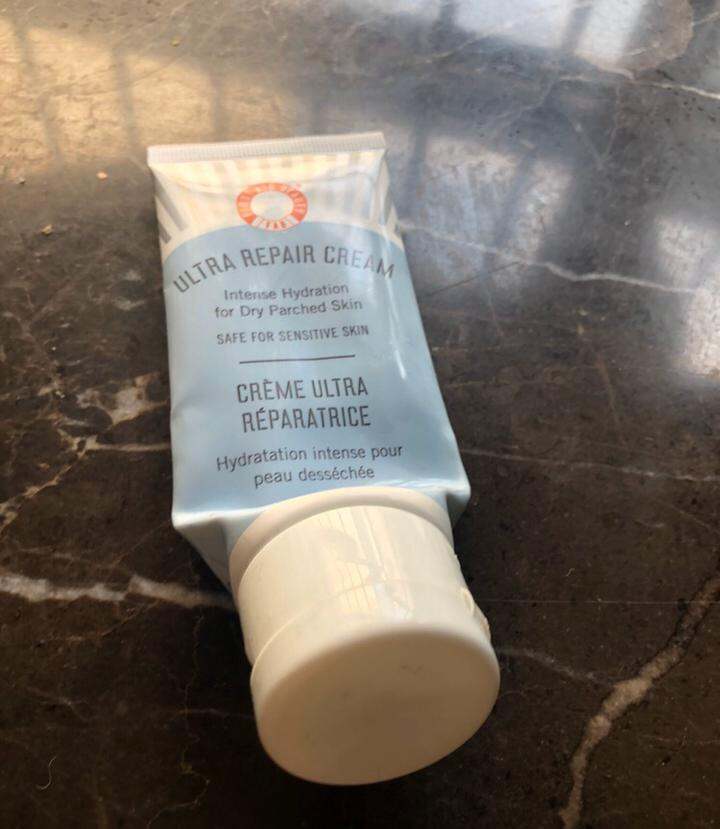 ULTRA REPAIR CREAM
Intense Hydration
for Dry Parched Skin
SAFE FOR SENSITIVE SKIN
CRÈME ULTRA
RÉPARATRICE
Hydratation intense pour
peau desséchée